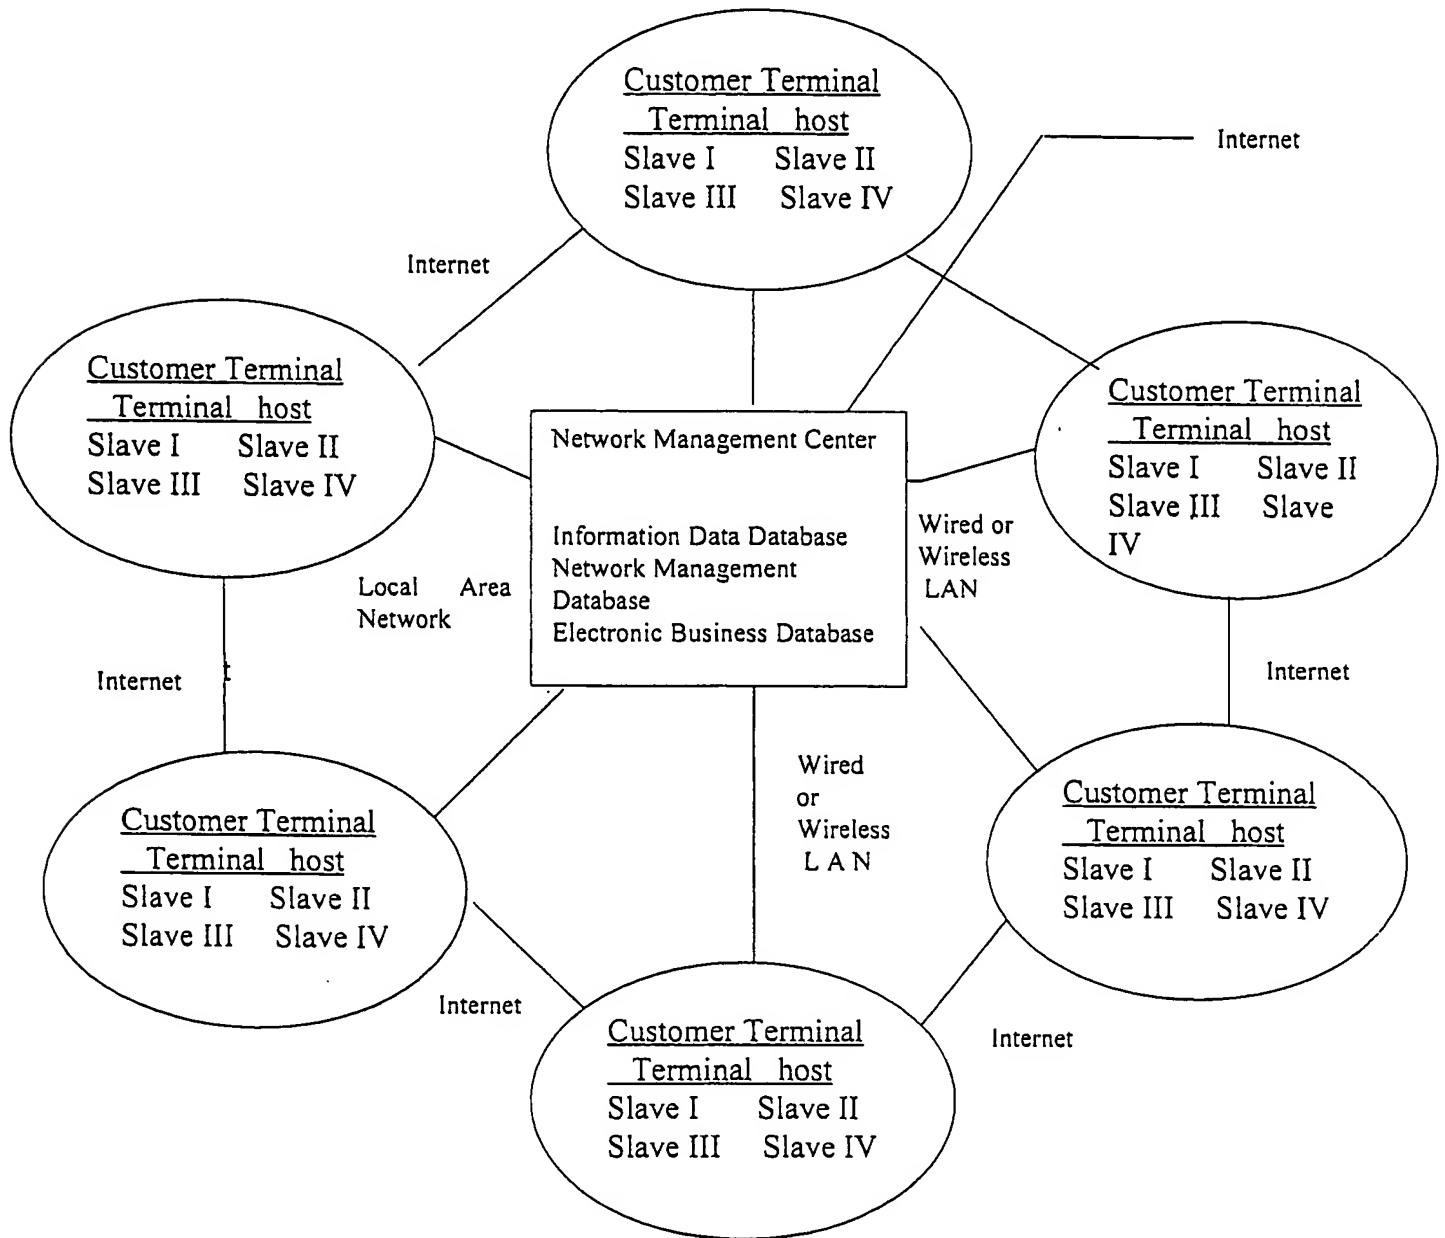 Customer Terminal
Terminal host
Slave I Slave II
Slave III Slave IV
Internet
Internet
Customer Terminal
Terminal host
Slave I Slave II
Slave III Slave IV
Customer Terminal
Terminal host
Slave I Slave II
Slave III Slave
IV
Network Management Center
Information Data Database
Network Management
Database
Electronic Business Database
Wired or
Wireless
LAN
Local Area
Network
Internet
Internet
Wired
or
Wireless
L A N
Customer Terminal
Terminal host
Slave I Slave II
Slave III Slave IV
Customer Terminal
Terminal host
Slave I Slave II
Slave III Slave IV
Internet
Internet
Customer Terminal
Terminal host
Slave I Slave II
Slave III Slave IV